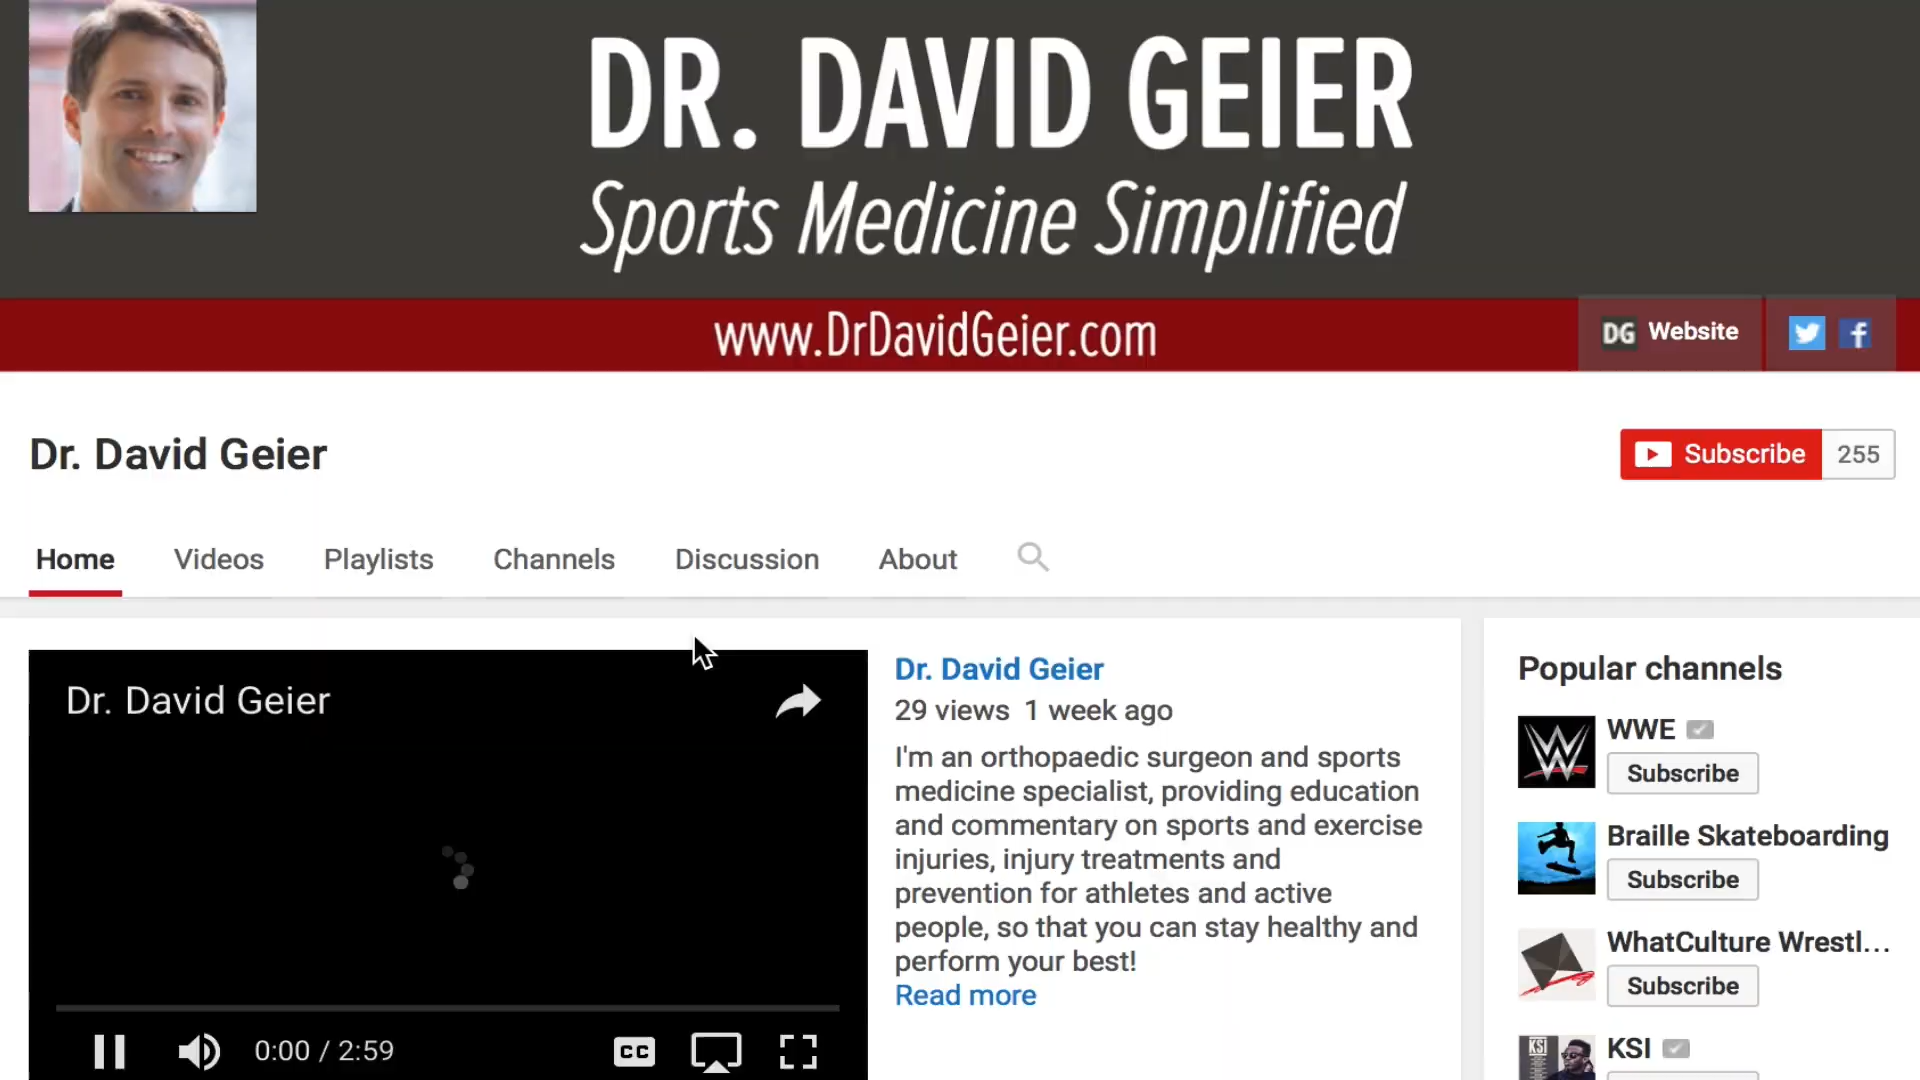 DR. DAVID GEIER
Sports Medicine Simplified
www.DrDavidGeier.com
DG Website
Dr. David Geier
Subscribe 255
Home Videos Playlists Channels Discussion About
Dr. David Geier
0:00 / 2:59
CC
Dr. David Geier
29 views 1 week ago
I'm an orthopaedic surgeon and sports
medicine specialist, providing education
and commentary on sports and exercise
injuries, injury treatments and
prevention for athletes and active
people, so that you can stay healthy and
perform your best!
Read more
Popular channels
WWE
Subscribe
Braille Skateboarding
Subscribe
WhatCulture Wrestl...
Subscribe
KSI
KSI